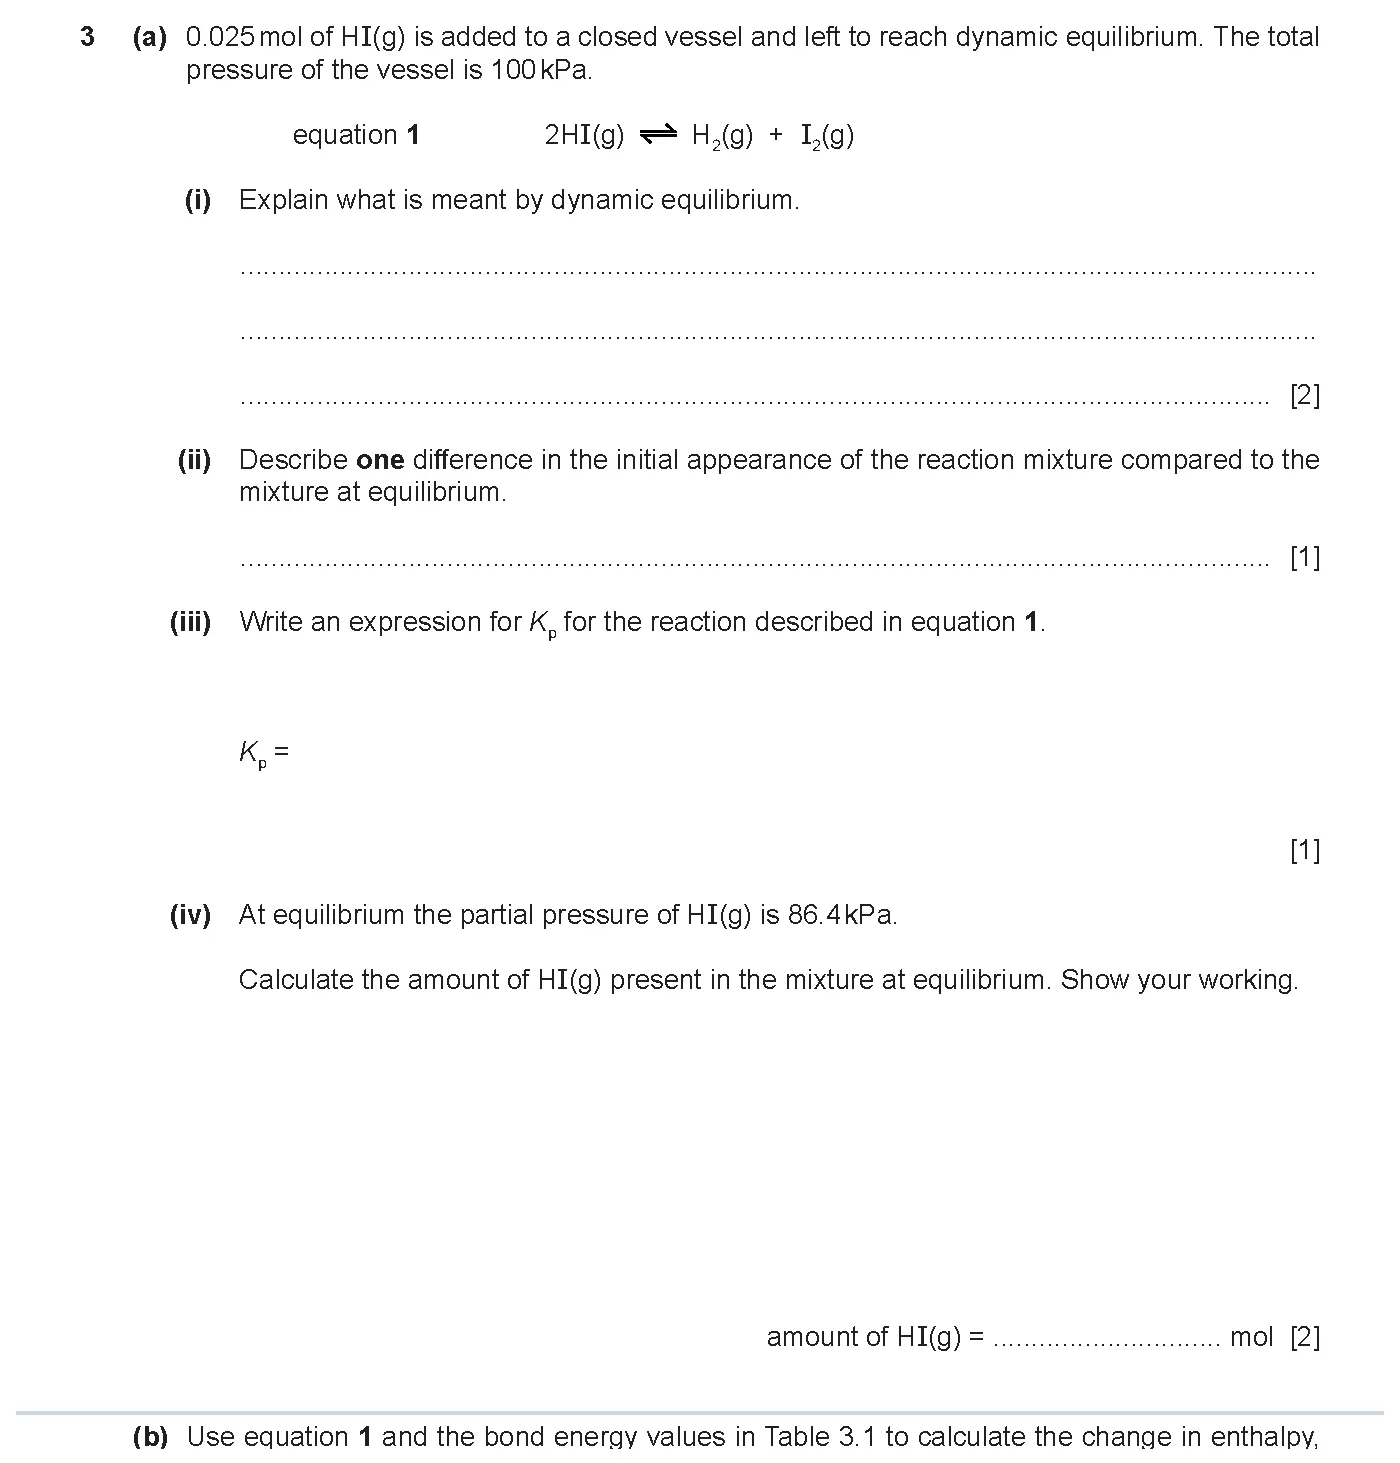 3 (a) 0.025 mol of HI(g) is added to a closed vessel and left to reach dynamic equilibrium. The total
pressure of the vessel is 100 kPa.
equation 1 2HI(g) ⇌ H₂(g) + I₂(g)
(i) Explain what is meant by dynamic equilibrium.
..........................................................................................................................................
..........................................................................................................................................
.................................................................................................................................... [2]
(ii) Describe one difference in the initial appearance of the reaction mixture compared to the
mixture at equilibrium.
.................................................................................................................................... [1]
(iii) Write an expression for Kₚ for the reaction described in equation 1.
Kₚ =
[1]
(iv) At equilibrium the partial pressure of HI(g) is 86.4 kPa.
Calculate the amount of HI(g) present in the mixture at equilibrium. Show your working.
amount of HI(g) = .............................. mol [2]
(b) Use equation 1 and the bond energy values in Table 3.1 to calculate the change in enthalpy,